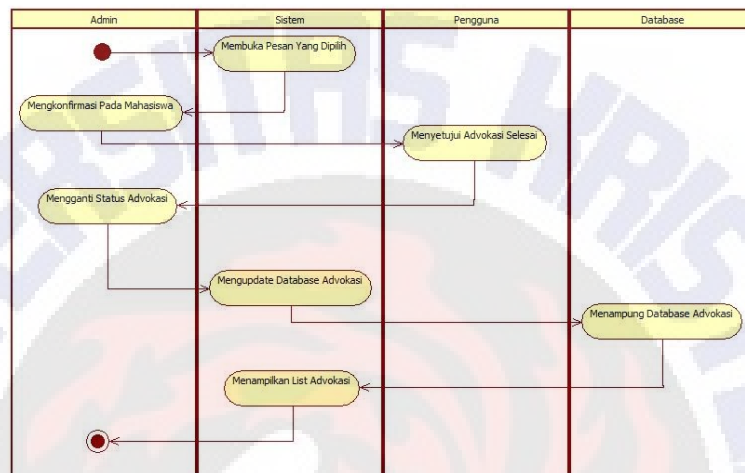 Admin
Sistem
Pengguna
Database
Membuka Pesan Yang Dipilih
Mengkonfirmasi Pada Mahasiswa
Menyetujui Advokasi Selesai
Mengganti Status Advokasi
Mengupdate Database Advokasi
Menampung Database Advokasi
Menampilkan List Advokasi